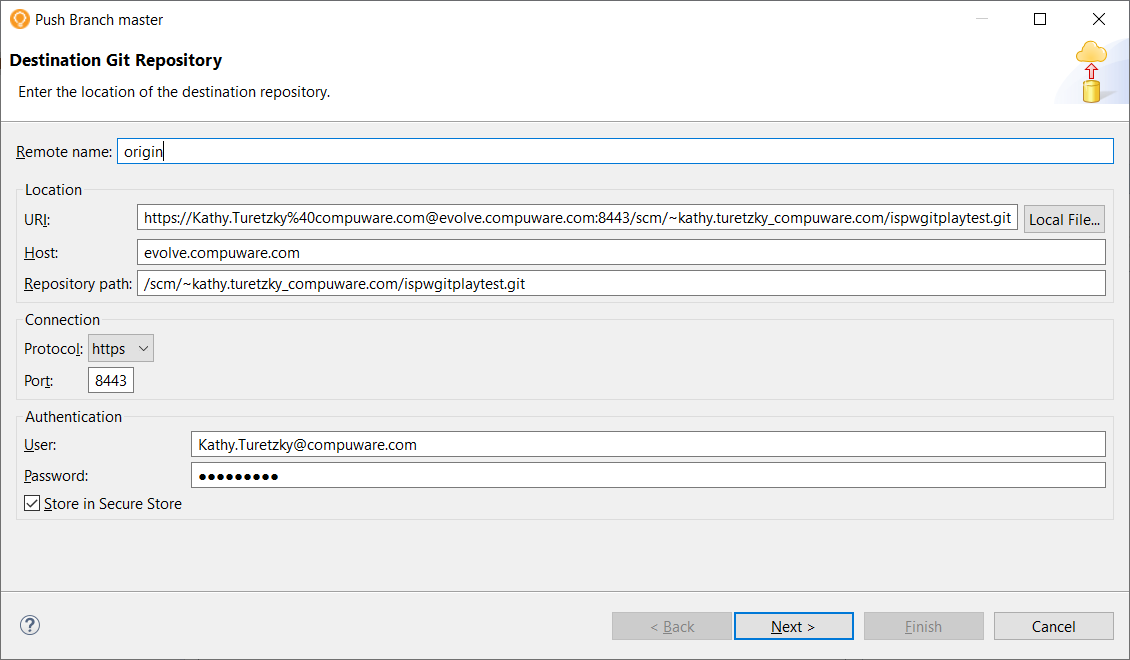 Push Branch master
Destination Git Repository
Enter the location of the destination repository.
Remote name: origin
Location
URI: https://Kathy.Turetzky%40compuware.com@evolve.compuware.com:8443/scm/~kathy.turetzky_compuware.com/ispwgitplaytest.git Local File...
Host: evolve.compuware.com
Repository path: /scm/~kathy.turetzky_compuware.com/ispwgitplaytest.git
Connection
Protocol: https
Port: 8443
Authentication
User: Kathy.Turetzky@compuware.com
Password: ●●●●●●●●●
Store in Secure Store
? < Back Next > Finish Cancel